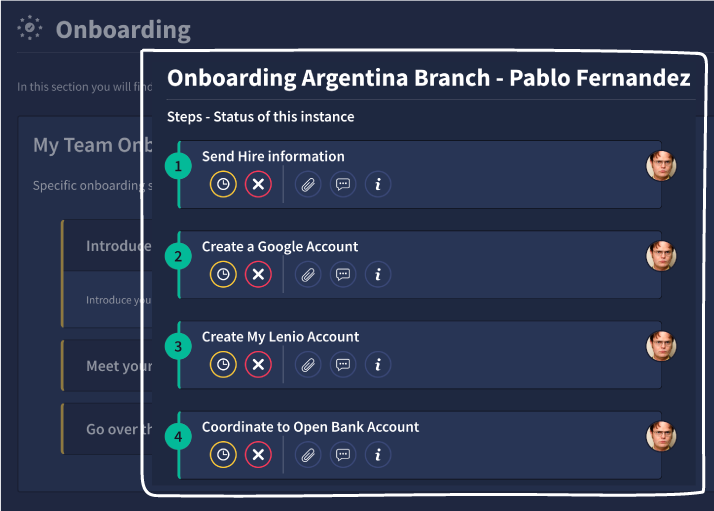 Onboarding
In this section you will find
Onboarding Argentina Branch - Pablo Fernandez
Steps - Status of this instance
My Team Onb
Specific onboarding s
Introduce
Introduce you
Meet your
Go over th
1
Send Hire information
2
Create a Google Account
3
Create My Lenio Account
4
Coordinate to Open Bank Account